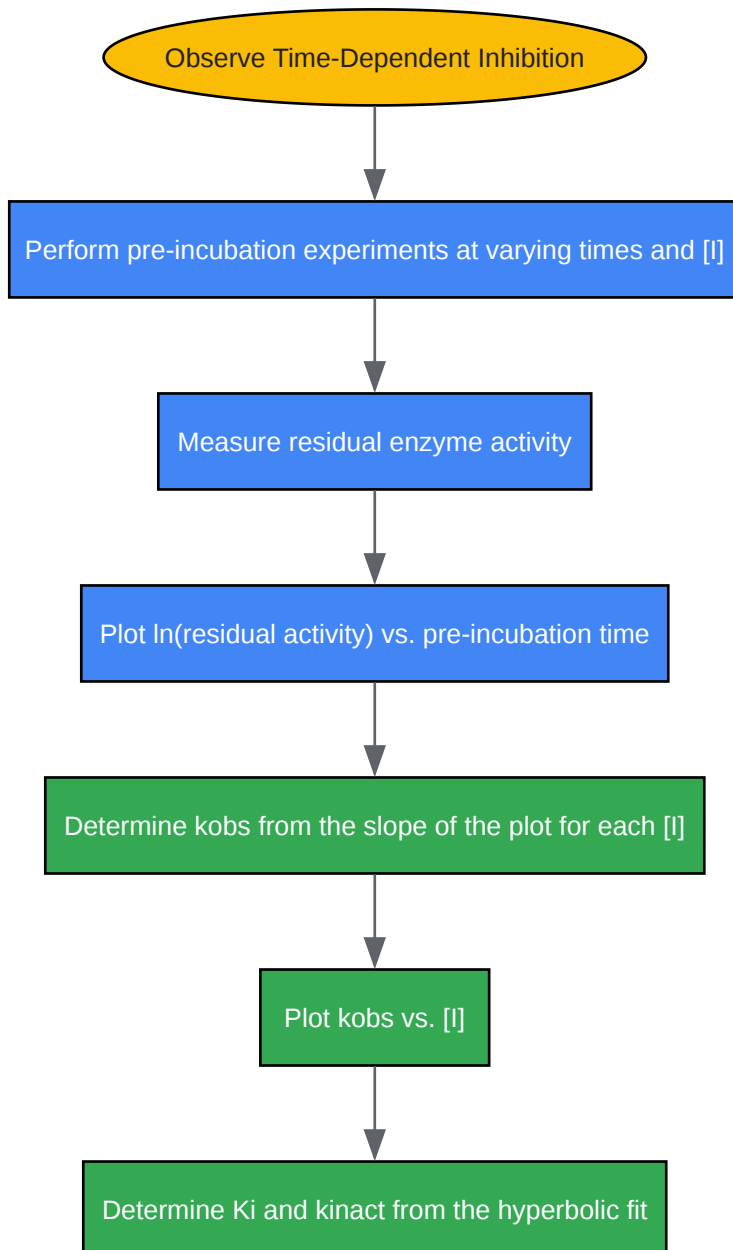 Observe Time-Dependent Inhibition
Perform pre-incubation experiments at varying times and [I]
Measure residual enzyme activity
Plot ln(residual activity) vs. pre-incubation time
Determine kobs from the slope of the plot for each [I]
Plot kobs vs. [I]
Determine Ki and kinact from the hyperbolic fit